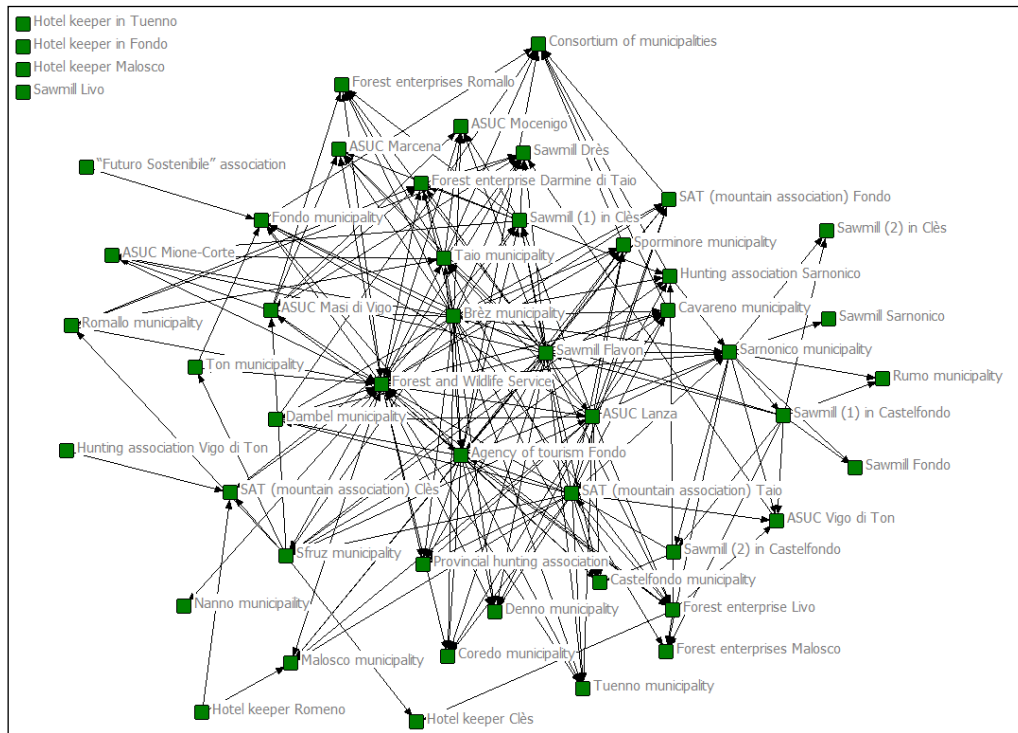 Hotel keeper in Tuenno
Hotel keeper in Fondo
Hotel keeper Malosco
Sawmill Livo
Consortium of municipalities
Forest enterprises Romallo
ASUC Mocenigo
ASUC Marcena
Sawmill Drès
“Futuro Sostenibile” association
Forest enterprise Darmine di Taio
SAT (mountain association) Fondo
Fondo municipality
Sawmill (1) in Clès
Sawmill (2) in Clès
Sporminore municipality
ASUC Mione-Corte
Taio municipality
Hunting association Sarnonico
ASUC Masi di Vigo
Brèz municipality
Cavareno municipality
Sawmill Sarnonico
Romallo municipality
Sawmill Flavon
Sarnonico municipality
Ton municipality
Forest and Wildlife Service
Rumo municipality
Dambel municipality
ASUC Lanza
Sawmill (1) in Castelfondo
Hunting association Vigo di Ton
Agency of tourism Fondo
Sawmill Fondo
SAT (mountain association) Clès
SAT (mountain association) Taio
ASUC Vigo di Ton
Sfruz municipality
Provincial hunting association
Sawmill (2) in Castelfondo
Castelfondo municipality
Nanno municipaility
Denno municipality
Forest enterprise Livo
Malosco municipality
Coredo municipality
Forest enterprises Malosco
Tuenno municipality
Hotel keeper Romeno
Hotel keeper Clès